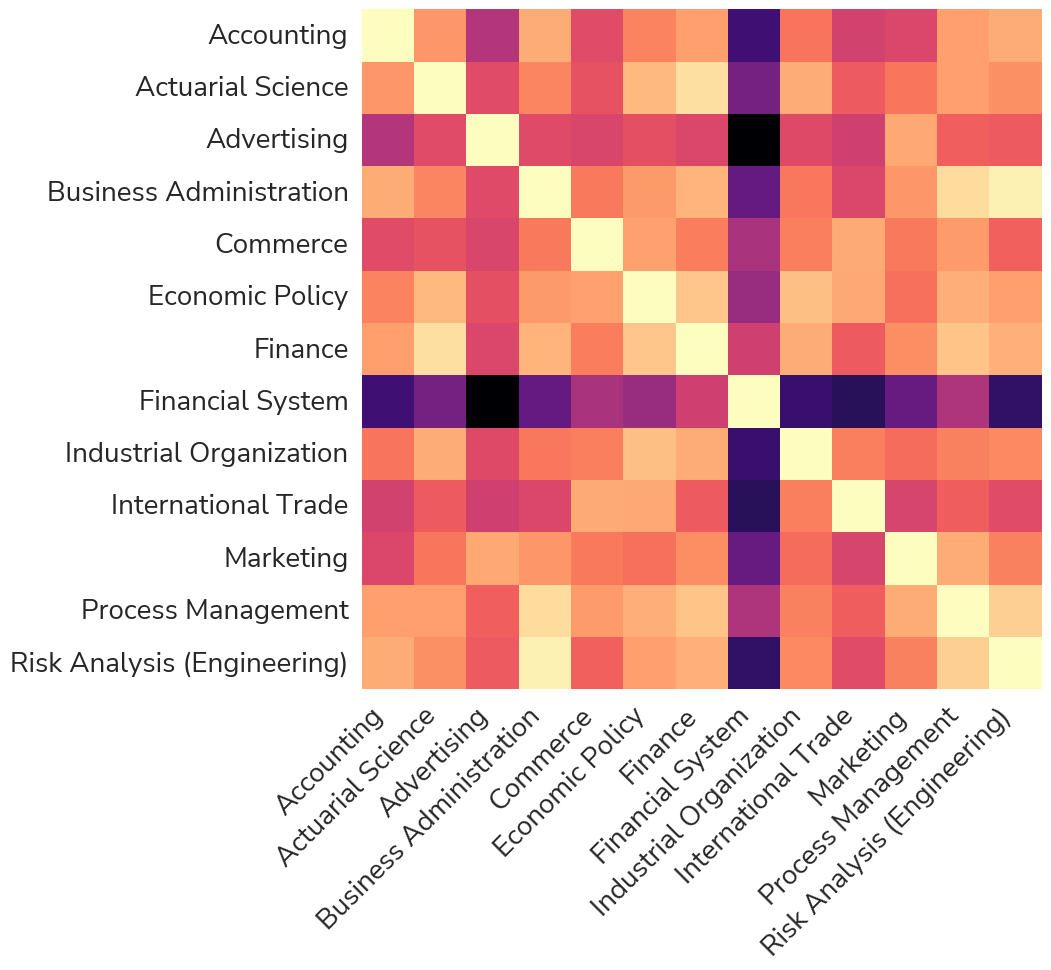 Accounting
Actuarial Science
Advertising
Business Administration
Commerce
Economic Policy
Finance
Financial System
Industrial Organization
International Trade
Marketing
Process Management
Risk Analysis (Engineering)
Accounting
Actuarial Science
Advertising
Business Administration
Commerce
Economic Policy
Finance
Financial System
Industrial Organization
International Trade
Marketing
Process Management
Risk Analysis (Engineering)